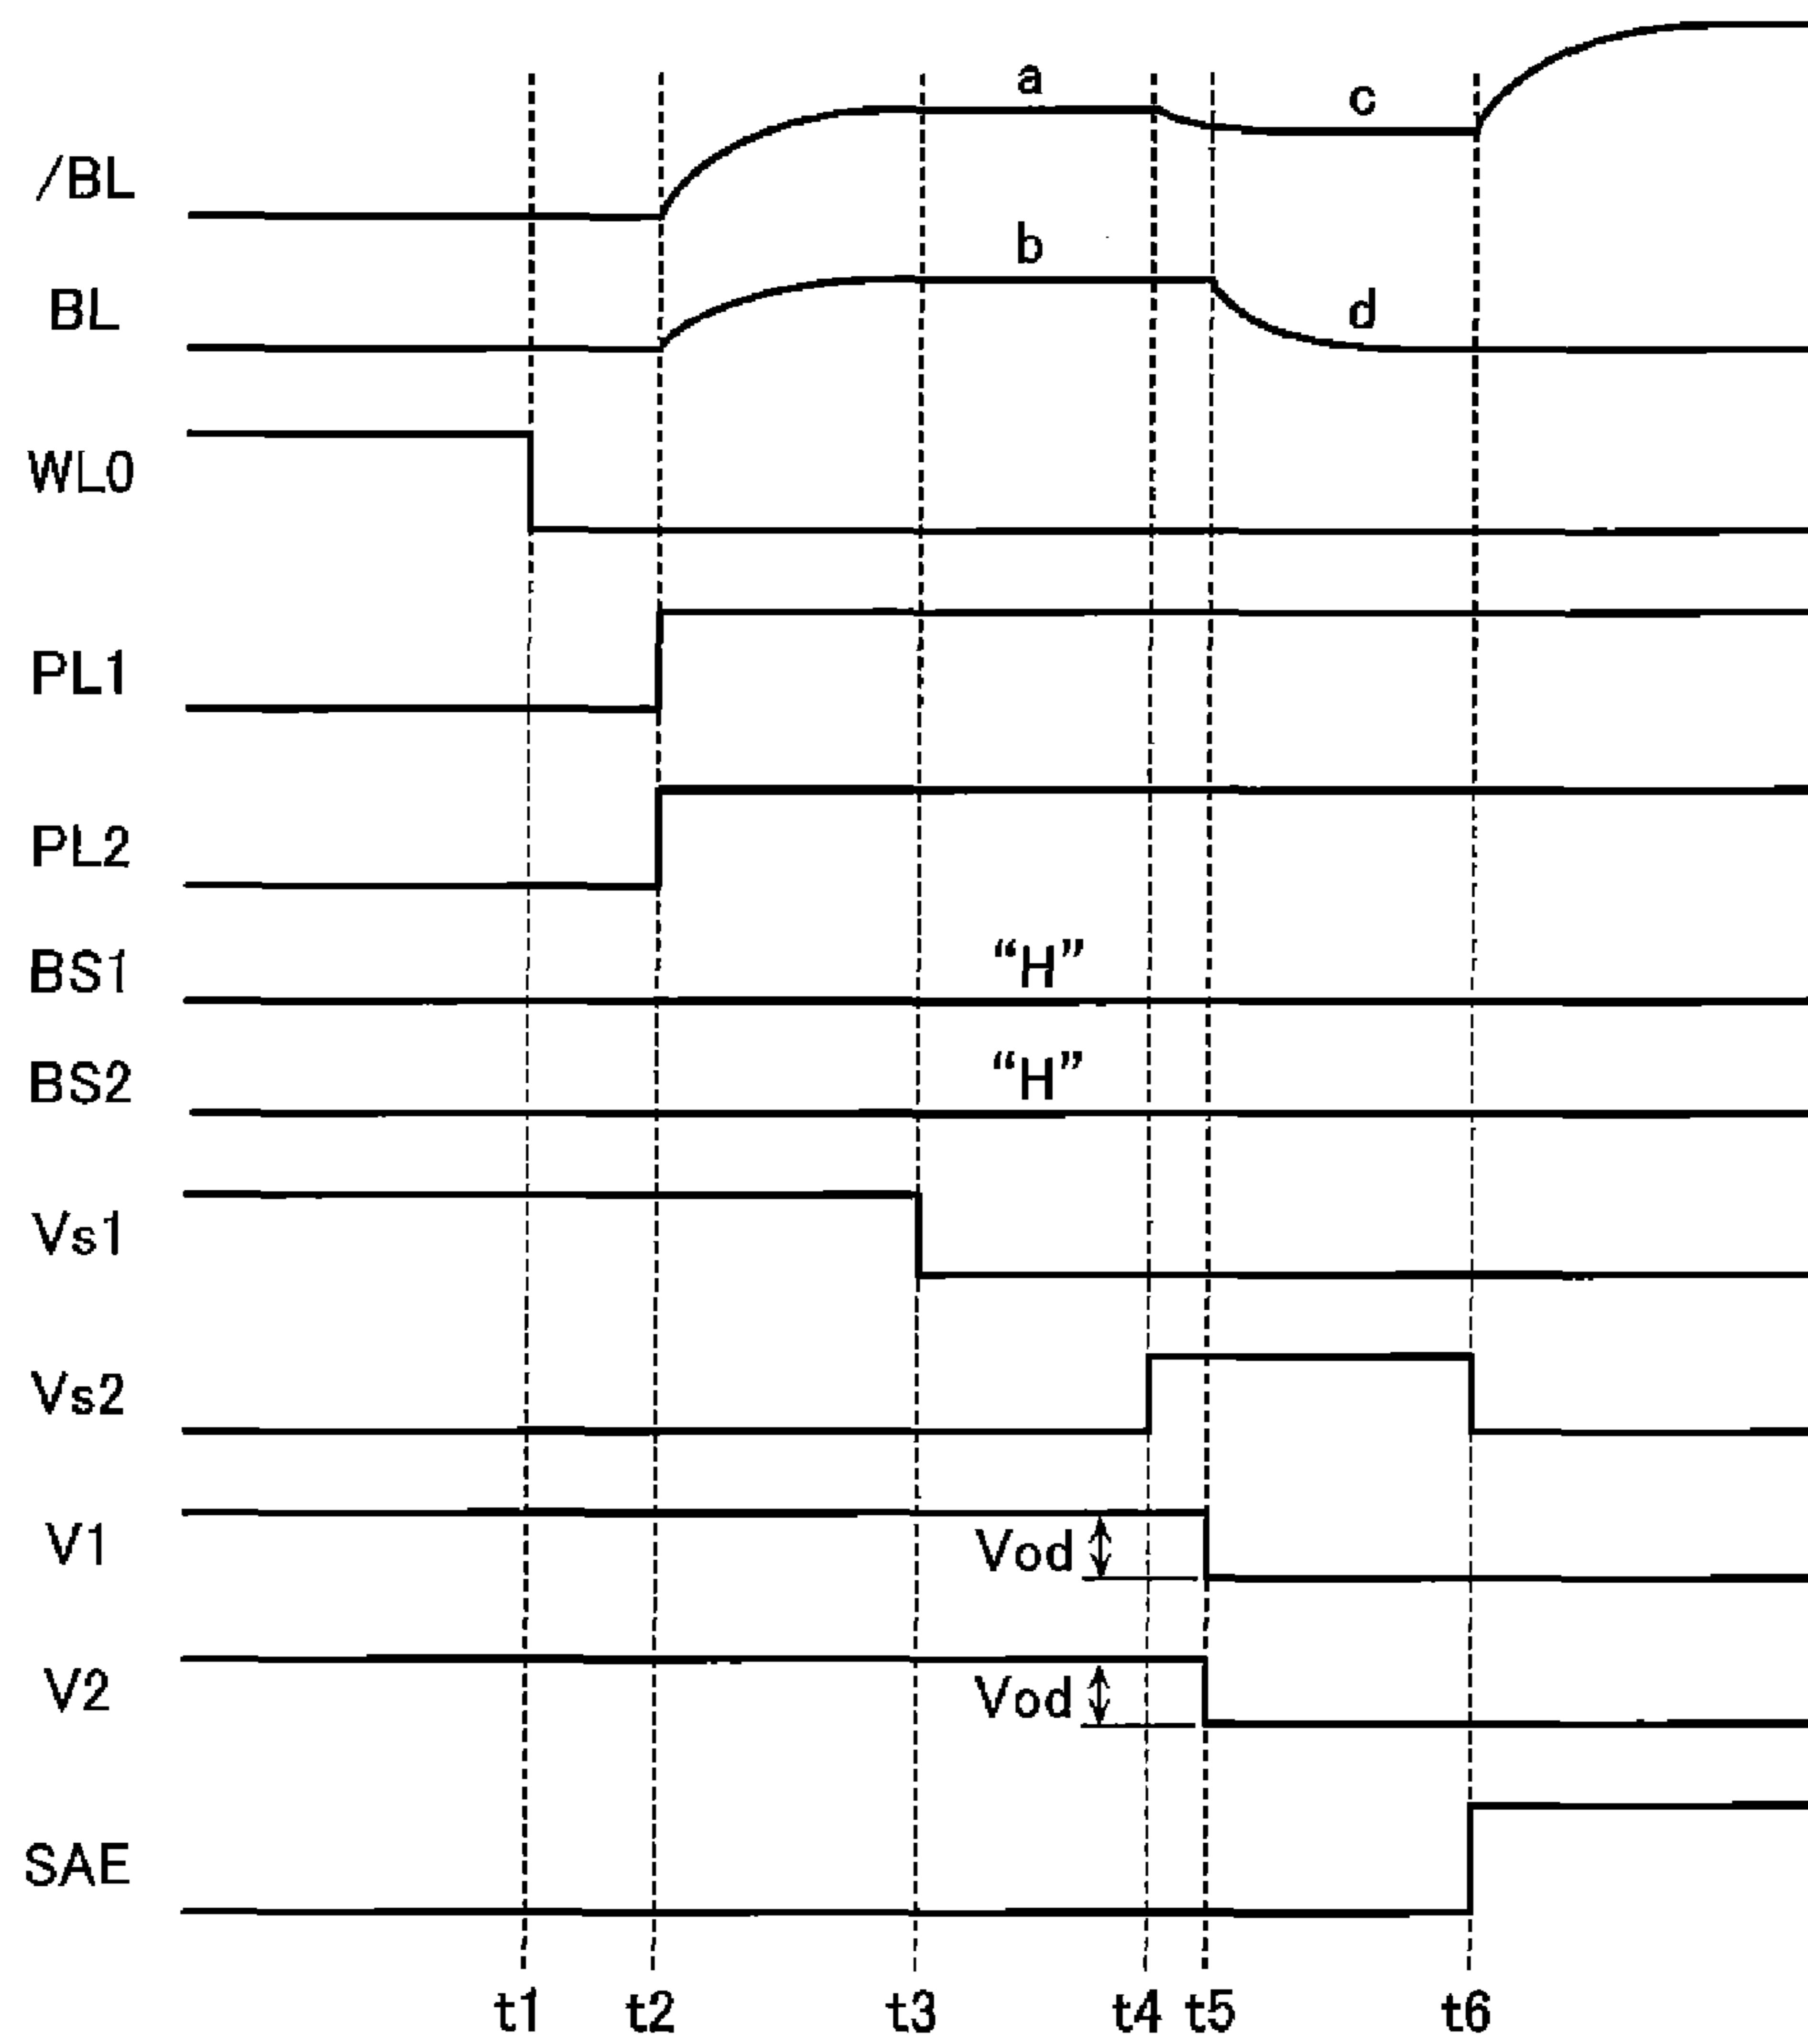 a
c
/BL
b
BL
d
WL0
PL1
PL2
BS1 “H”
BS2 “H”
Vs1
Vs2
V1 Vod
V2 Vod
SAE
t1 t2 t3 t4 t5 t6